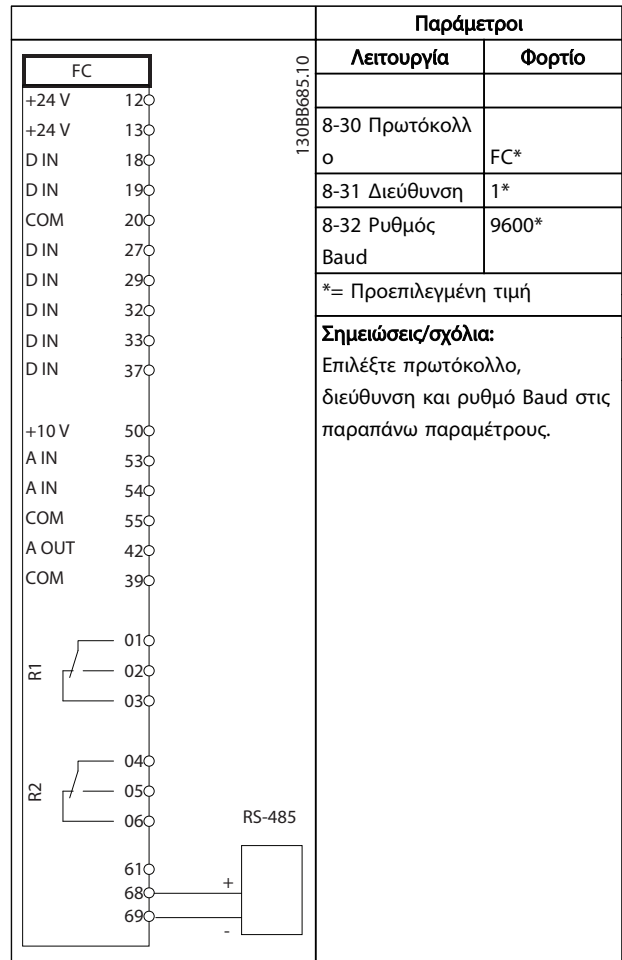 Παράμετροι
Λειτουργία Φορτίο
8-30 Πρωτόκολλ
ο FC*
8-31 Διεύθυνση 1*
8-32 Ρυθμός 9600*
Baud
*= Προεπιλεγμένη τιμή
Σημειώσεις/σχόλια:
Επιλέξτε πρωτόκολλο,
διεύθυνση και ρυθμό Baud στις
παραπάνω παραμέτρους.
FC
130BB685.10
+24 V 12
+24 V 13
D IN 18
D IN 19
COM 20
D IN 27
D IN 29
D IN 32
D IN 33
D IN 37
+10 V 50
A IN 53
A IN 54
COM 55
A OUT 42
COM 39
R1
01
02
03
R2
04
05
06
RS-485
61
68 +
69 -